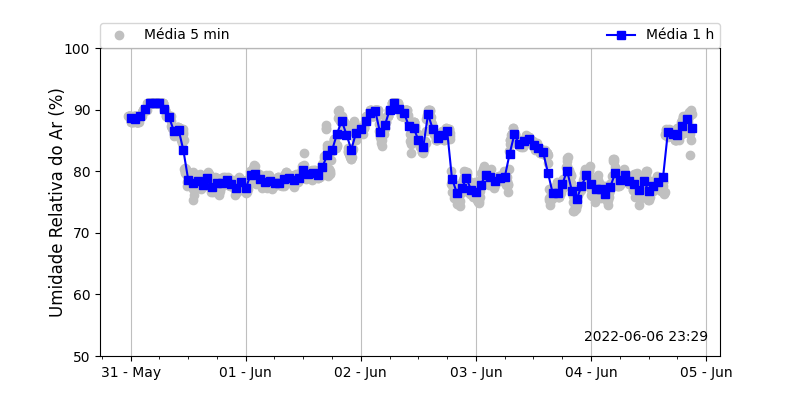 Média 5 min
Média 1 h
Umidade Relativa do Ar (%)
100
90
80
70
60
50
2022-06-06 23:29
31 - May
01 - Jun
02 - Jun
03 - Jun
04 - Jun
05 - Jun